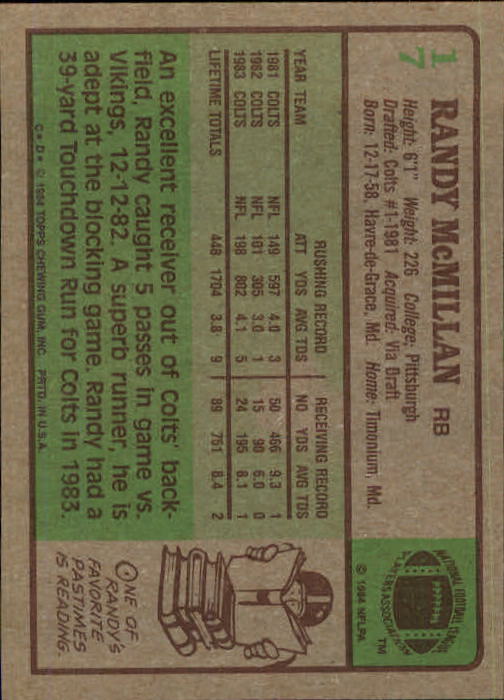 17
RANDY McMILLAN RB
Height: 6'1" Weight: 226 College: Pittsburgh
Drafted: Colts #1-1981 Acquired: Via Draft
Born: 12-17-58, Havre-de-Grace, Md. Home: Timonium, Md.
NATIONAL FOOTBALL LEAGUE
PLAYERS ASSOCIATION
TM
© 1984 NFLPA
RUSHING RECORD RECEIVING RECORD
YEAR TEAM ATT YDS AVG TDS NO YDS AVG TDS
1981 COLTS NFL 149 597 4.0 3 50 466 9.3 1
1982 COLTS NFL 101 305 3.0 1 15 90 6.0 0
1983 COLTS NFL 198 802 4.1 5 24 195 8.1 1
LIFETIME TOTALS 448 1704 3.8 9 89 751 8.4 2
An excellent receiver out of Colts' back-
field, Randy caught 5 passes in game vs.
Vikings, 12-12-82. A superb runner, he is
adept at the blocking game. Randy had a
39-yard Touchdown Run for Colts in 1983.
C★D★ © 1984 TOPPS CHEWING GUM, INC. PRTD. IN U.S.A.
ONE OF
RANDY'S
FAVORITE
PASTIMES
IS READING.